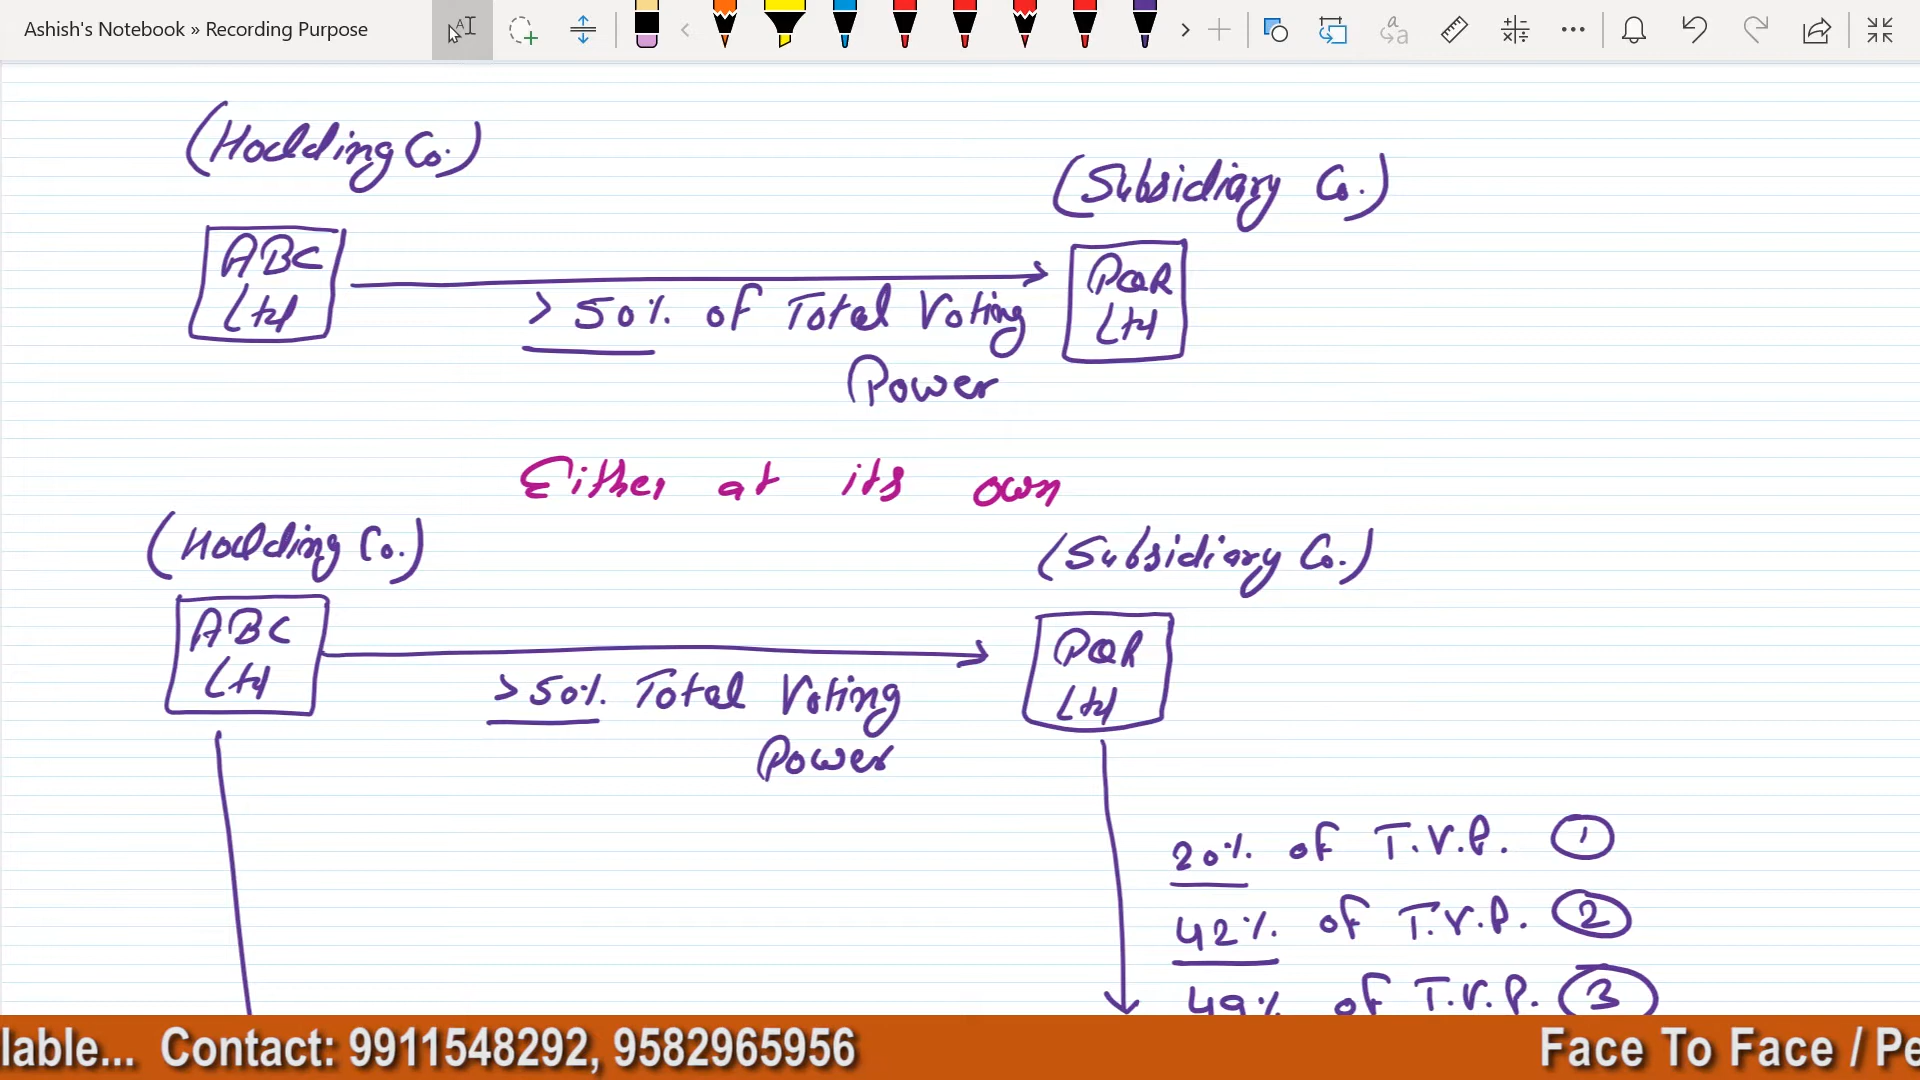 Ashish's Notebook » Recording Purpose
(Hodding Co.)
(Subsidiary Co.)
ABC
Ltd
PQR
Ltd
> 50% of Total Voting
Power
Either at its own
(Hodding Co.)
(Subsidiary Co.)
ABC
Ltd
PQR
Ltd
>50% Total Voting
Power
20% of T.V.P. 1
42% of T.V.P. 2
49% of T.V.P. 3
lable... Contact: 9911548292, 9582965956
Face To Face / Pe